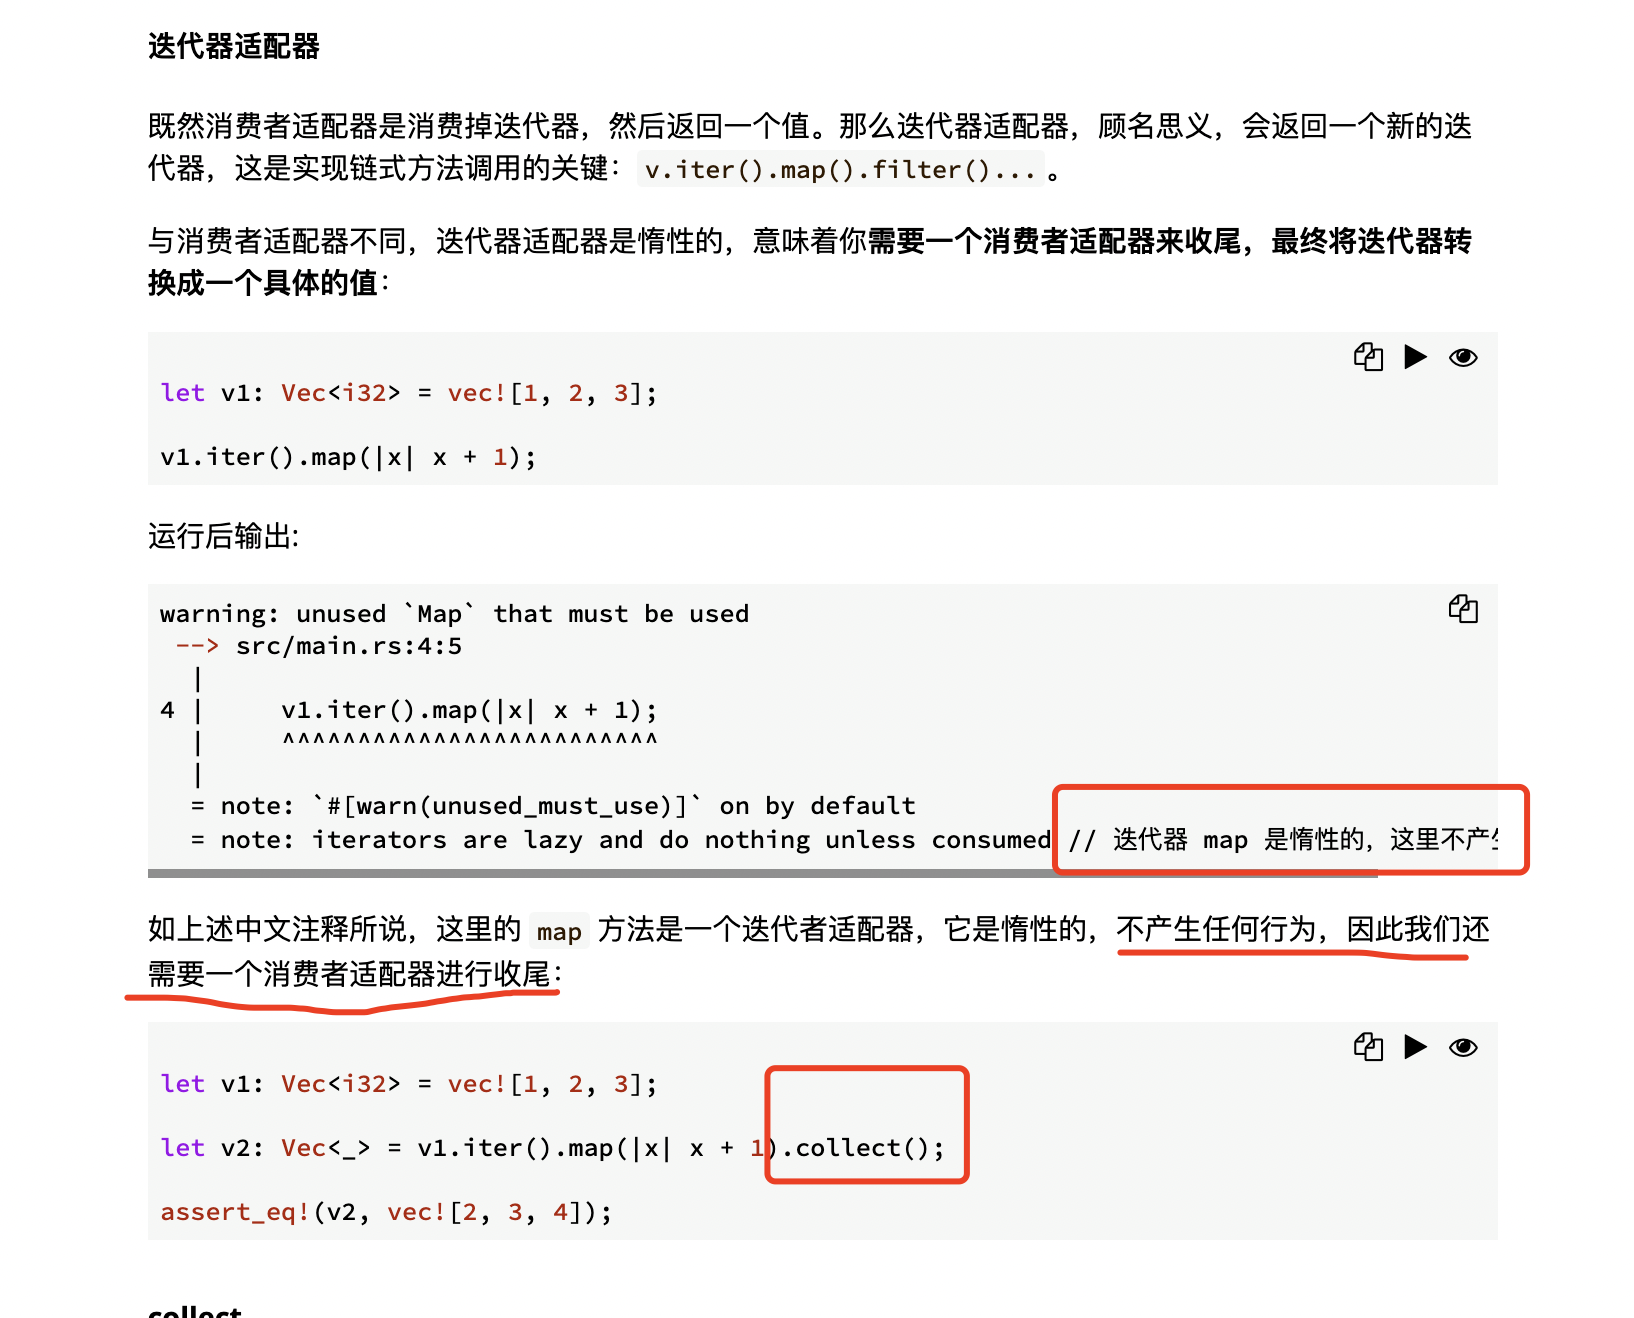 迭代器适配器
既然消费者适配器是消费掉迭代器，然后返回一个值。那么迭代器适配器，顾名思义，会返回一个新的迭
代器，这是实现链式方法调用的关键：v.iter().map().filter()...。
与消费者适配器不同，迭代器适配器是惰性的，意味着你需要一个消费者适配器来收尾，最终将迭代器转
换成一个具体的值：
let v1: Vec<i32> = vec![1, 2, 3];
v1.iter().map(|x| x + 1);
运行后输出:
warning: unused `Map` that must be used
 --> src/main.rs:4:5
  |
4 |     v1.iter().map(|x| x + 1);
  |     ^^^^^^^^^^^^^^^^^^^^^^^^^
  |
  = note: `#[warn(unused_must_use)]` on by default
  = note: iterators are lazy and do nothing unless consumed // 迭代器 map 是惰性的，这里不产生
如上述中文注释所说，这里的 map 方法是一个迭代者适配器，它是惰性的，不产生任何行为，因此我们还
需要一个消费者适配器进行收尾：
let v1: Vec<i32> = vec![1, 2, 3];
let v2: Vec<_> = v1.iter().map(|x| x + 1).collect();
assert_eq!(v2, vec![2, 3, 4]);
collect